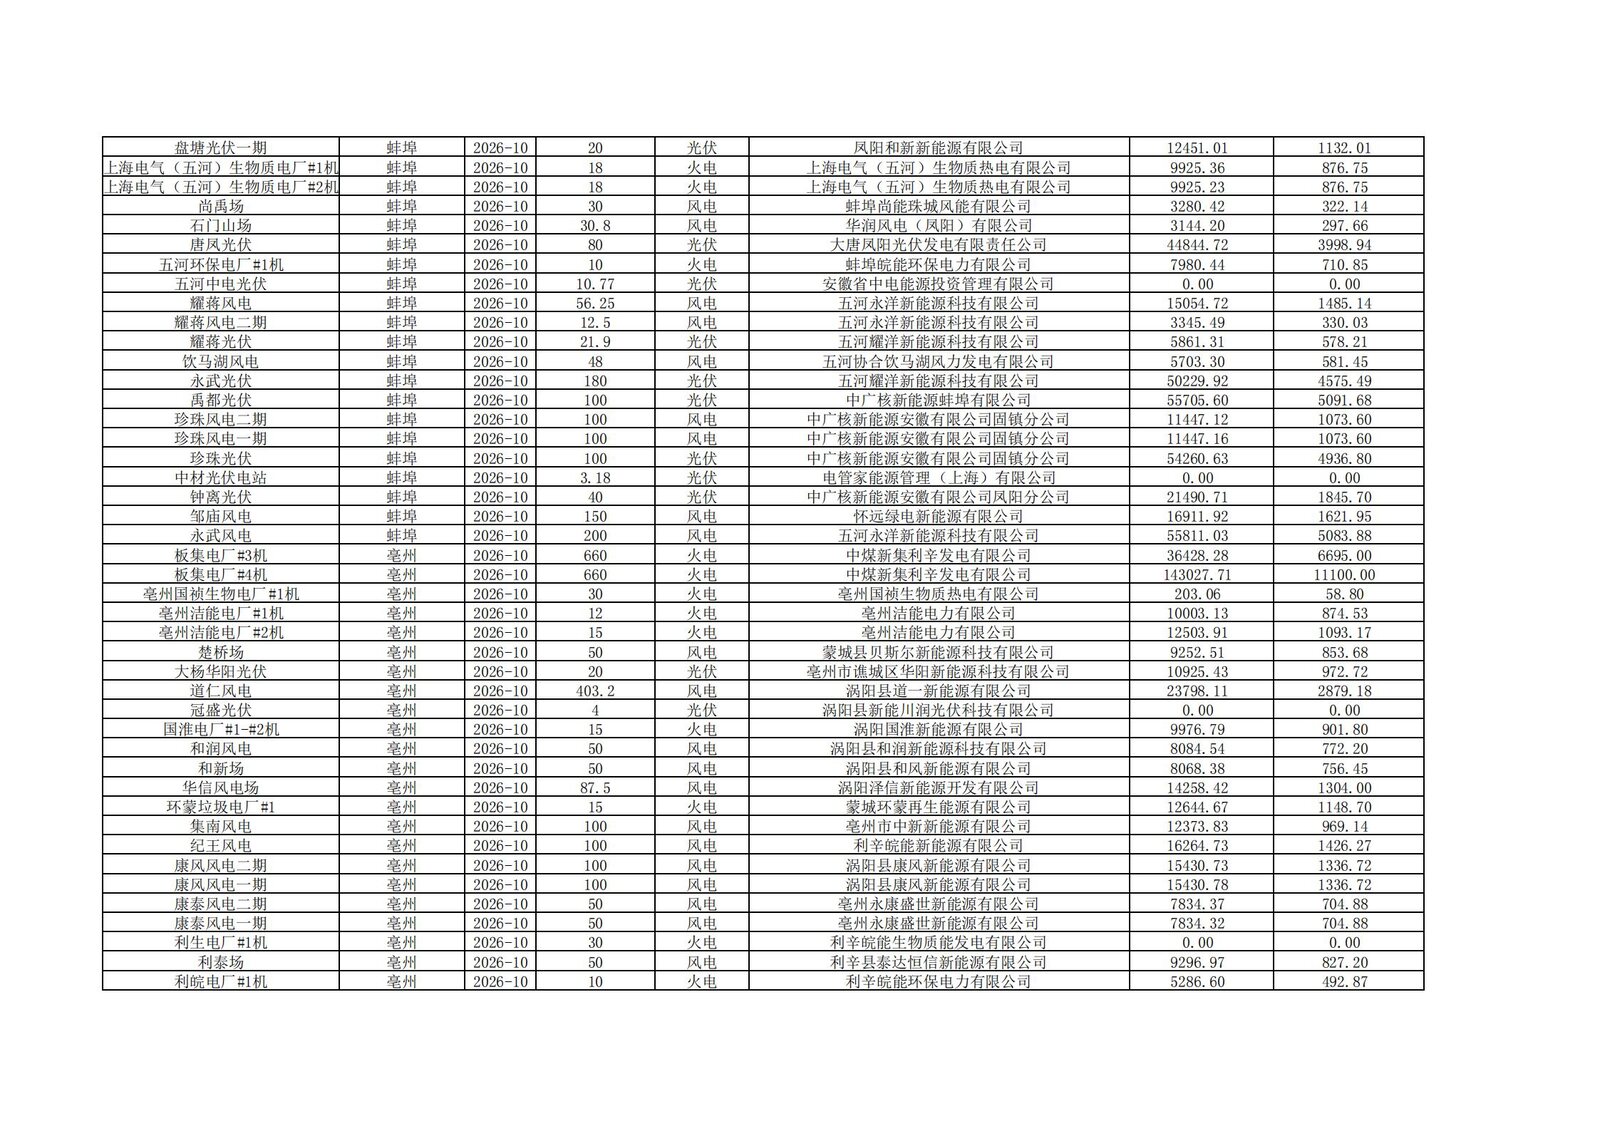 盘塘光伏一期 蚌埠 2026-10 20 光伏 凤阳和新新能源有限公司 12451.01 1132.01
上海电气（五河）生物质电厂#1机 蚌埠 2026-10 18 火电 上海电气（五河）生物质热电有限公司 9925.36 876.75
上海电气（五河）生物质电厂#2机 蚌埠 2026-10 18 火电 上海电气（五河）生物质热电有限公司 9925.23 876.75
尚禹场 蚌埠 2026-10 30 风电 蚌埠尚能珠城风能有限公司 3280.42 322.14
石门山场 蚌埠 2026-10 30.8 风电 华润风电（凤阳）有限公司 3144.20 297.66
唐凤光伏 蚌埠 2026-10 80 光伏 大唐凤阳光伏发电有限责任公司 44844.72 3998.94
五河环保电厂#1机 蚌埠 2026-10 10 火电 蚌埠皖能环保电力有限公司 7980.44 710.85
五河中电光伏 蚌埠 2026-10 10.77 光伏 安徽省中电能源投资管理有限公司 0.00 0.00
耀蒋风电 蚌埠 2026-10 56.25 风电 五河永洋新能源科技有限公司 15054.72 1485.14
耀蒋风电二期 蚌埠 2026-10 12.5 风电 五河永洋新能源科技有限公司 3345.49 330.03
耀蒋光伏 蚌埠 2026-10 21.9 光伏 五河耀洋新能源科技有限公司 5861.31 578.21
饮马湖风电 蚌埠 2026-10 48 风电 五河协合饮马湖风力发电有限公司 5703.30 581.45
永武光伏 蚌埠 2026-10 180 光伏 五河耀洋新能源科技有限公司 50229.92 4575.49
禹都光伏 蚌埠 2026-10 100 光伏 中广核新能源蚌埠有限公司 55705.60 5091.68
珍珠风电二期 蚌埠 2026-10 100 风电 中广核新能源安徽有限公司固镇分公司 11447.12 1073.60
珍珠风电一期 蚌埠 2026-10 100 风电 中广核新能源安徽有限公司固镇分公司 11447.16 1073.60
珍珠光伏 蚌埠 2026-10 100 光伏 中广核新能源安徽有限公司固镇分公司 54260.63 4936.80
中材光伏电站 蚌埠 2026-10 3.18 光伏 电管家能源管理（上海）有限公司 0.00 0.00
钟离光伏 蚌埠 2026-10 40 光伏 中广核新能源安徽有限公司凤阳分公司 21490.71 1845.70
邹庙风电 蚌埠 2026-10 150 风电 怀远绿电新能源有限公司 16911.92 1621.95
永武风电 蚌埠 2026-10 200 风电 五河永洋新能源科技有限公司 55811.03 5083.88
板集电厂#3机 亳州 2026-10 660 火电 中煤新集利辛发电有限公司 36428.28 6695.00
板集电厂#4机 亳州 2026-10 660 火电 中煤新集利辛发电有限公司 143027.71 11100.00
亳州国祯生物电厂#1机 亳州 2026-10 30 火电 亳州国祯生物质热电有限公司 203.06 58.80
亳州洁能电厂#1机 亳州 2026-10 12 火电 亳州洁能电力有限公司 10003.13 874.53
亳州洁能电厂#2机 亳州 2026-10 15 火电 亳州洁能电力有限公司 12503.91 1093.17
楚桥场 亳州 2026-10 50 风电 蒙城县贝斯尔新能源科技有限公司 9252.51 853.68
大杨华阳光伏 亳州 2026-10 20 光伏 亳州市谯城区华阳新能源科技有限公司 10925.43 972.72
道仁风电 亳州 2026-10 403.2 风电 涡阳县道一新能源有限公司 23798.11 2879.18
冠盛光伏 亳州 2026-10 4 光伏 涡阳县新能川润光伏科技有限公司 0.00 0.00
国淮电厂#1-#2机 亳州 2026-10 15 火电 涡阳国淮新能源有限公司 9976.79 901.80
和润风电 亳州 2026-10 50 风电 涡阳县和润新能源科技有限公司 8084.54 772.20
和新场 亳州 2026-10 50 风电 涡阳县和风新能源有限公司 8068.38 756.45
华信风电场 亳州 2026-10 87.5 风电 涡阳泽信新能源开发有限公司 14258.42 1304.00
环蒙垃圾电厂#1 亳州 2026-10 15 火电 蒙城环蒙再生能源有限公司 12644.67 1148.70
集南风电 亳州 2026-10 100 风电 亳州市中新新能源有限公司 12373.83 969.14
纪王风电 亳州 2026-10 100 风电 利辛皖能新能源有限公司 16264.73 1426.27
康风风电二期 亳州 2026-10 100 风电 涡阳县康风新能源有限公司 15430.73 1336.72
康风风电一期 亳州 2026-10 100 风电 涡阳县康风新能源有限公司 15430.78 1336.72
康泰风电二期 亳州 2026-10 50 风电 亳州永康盛世新能源有限公司 7834.37 704.88
康泰风电一期 亳州 2026-10 50 风电 亳州永康盛世新能源有限公司 7834.32 704.88
利生电厂#1机 亳州 2026-10 30 火电 利辛皖能生物质能发电有限公司 0.00 0.00
利泰场 亳州 2026-10 50 风电 利辛县泰达恒信新能源有限公司 9296.97 827.20
利皖电厂#1机 亳州 2026-10 10 火电 利辛皖能环保电力有限公司 5286.60 492.87